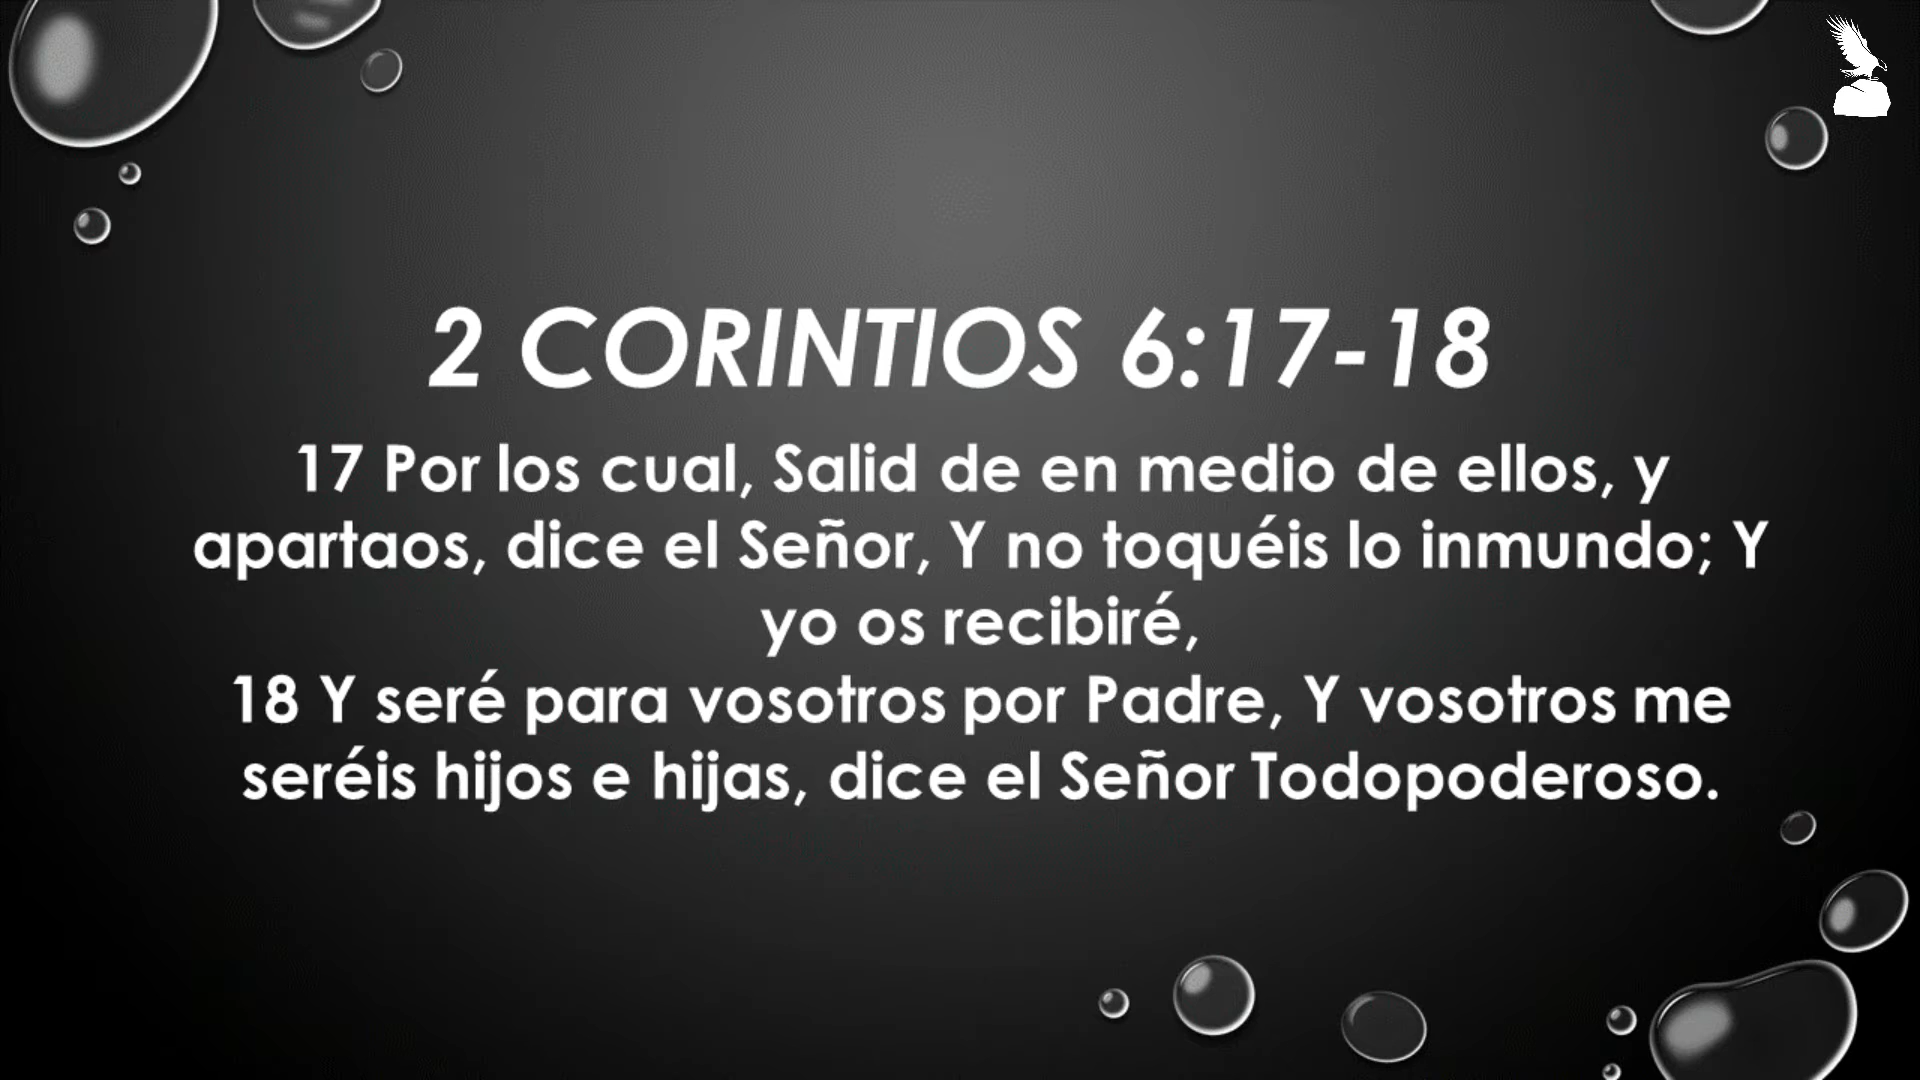 2 CORINTIOS 6:17-18
17 Por los cual, Salid de en medio de ellos, y
apartaos, dice el Señor, Y no toquéis lo inmundo; Y
yo os recibiré,
18 Y seré para vosotros por Padre, Y vosotros me
seréis hijos e hijas, dice el Señor Todopoderoso.